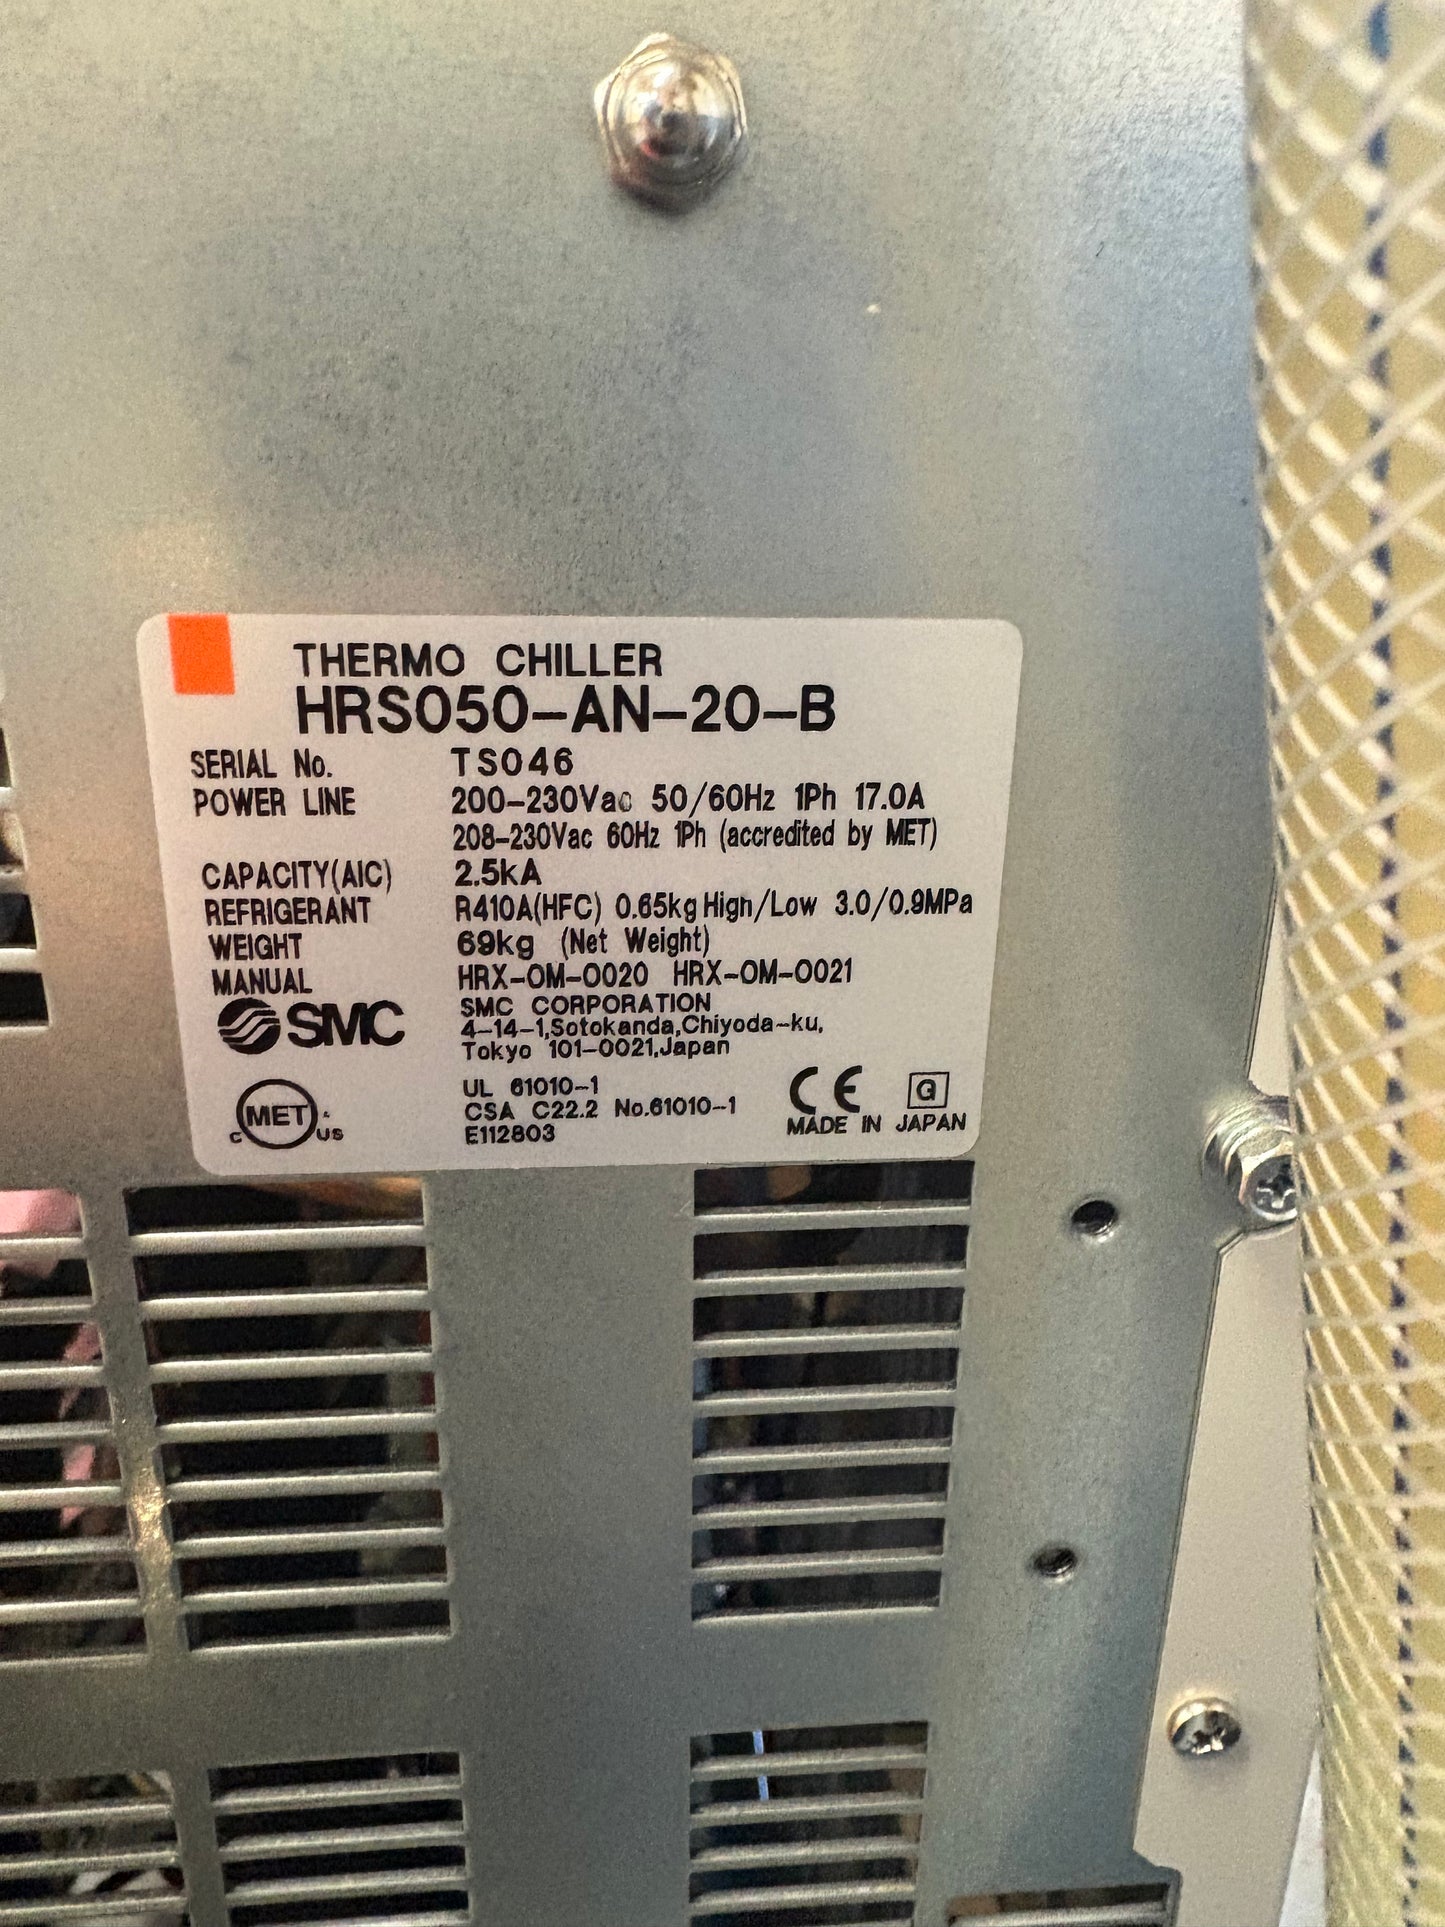 THERMO CHILLER
HRS050-AN-20-B
SERIAL No. TS046
POWER LINE 200-230Vac 50/60Hz 1Ph 17.0A
208-230Vac 60Hz 1Ph (accredited by MET)
CAPACITY(AIC) 2.5kA
REFRIGERANT R410A(HFC) 0.65kg High/Low 3.0/0.9MPa
WEIGHT 69kg (Net Weight)
MANUAL HRX-OM-O020 HRX-OM-O021
SMC SMC CORPORATION
4-14-1,Sotokanda,Chiyoda-ku,
Tokyo 101-0021,Japan
C MET & US
UL 61010-1
CSA C22.2 No.61010-1
E112803
CE G
MADE IN JAPAN